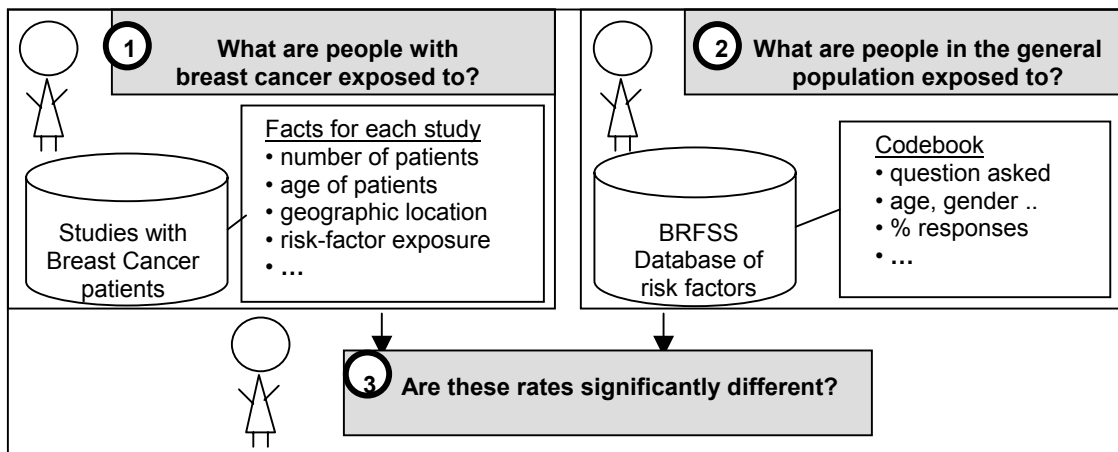 1
What are people with
breast cancer exposed to?
Facts for each study
• number of patients
• age of patients
• geographic location
• risk-factor exposure
• ...
Studies with
Breast Cancer
patients
2
What are people in the general
population exposed to?
Codebook
• question asked
• age, gender ..
• % responses
• ...
BRFSS
Database of
risk factors
3
Are these rates significantly different?